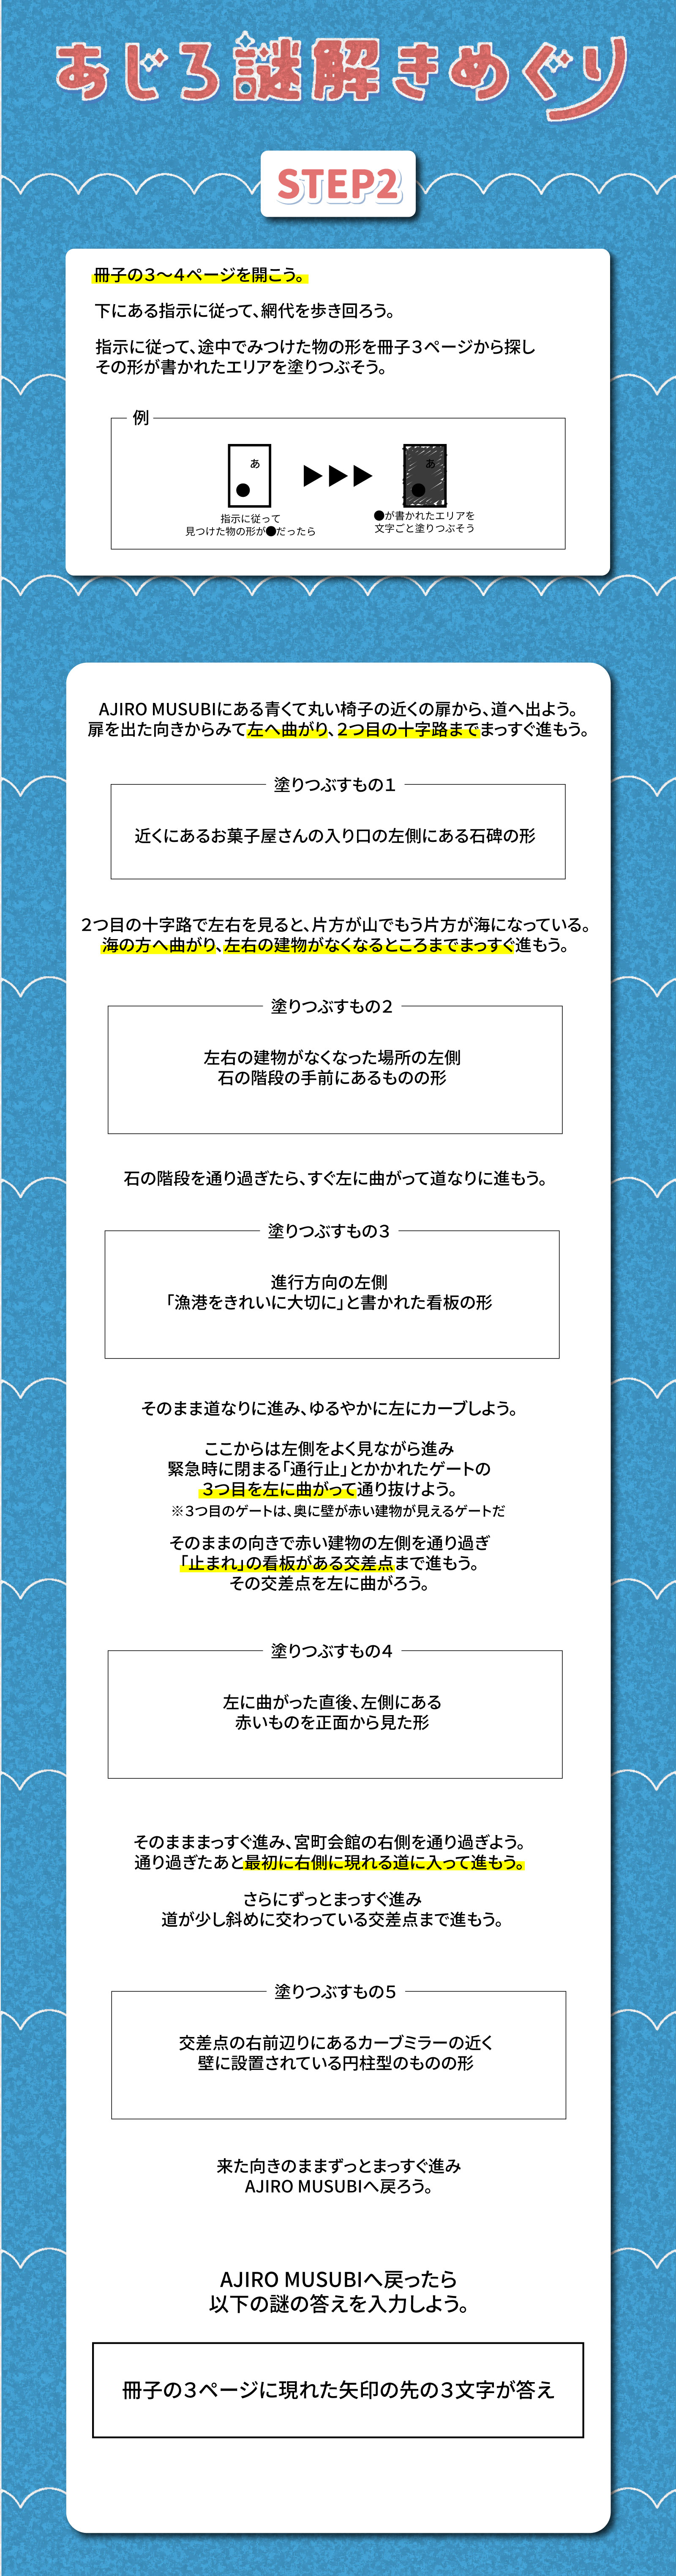 あじろ謎解きめぐり
STEP2
冊子の３～４ページを開こう。
下にある指示に従って、網代を歩き回ろう。
指示に従って、途中でみつけた物の形を冊子３ページから探し
その形が書かれたエリアを塗りつぶそう。
例
あ
あ
指示に従って
見つけた物の形が●だったら
●が書かれたエリアを
文字ごと塗りつぶそう
AJIRO MUSUBIにある青くて丸い椅子の近くの扉から、道へ出よう。
扉を出た向きからみて左へ曲がり、２つ目の十字路までまっすぐ進もう。
塗りつぶすもの１
近くにあるお菓子屋さんの入り口の左側にある石碑の形
２つ目の十字路で左右を見ると、片方が山でもう片方が海になっている。
海の方へ曲がり、左右の建物がなくなるところまでまっすぐ進もう。
塗りつぶすもの２
左右の建物がなくなった場所の左側
石の階段の手前にあるものの形
石の階段を通り過ぎたら、すぐ左に曲がって道なりに進もう。
塗りつぶすもの３
進行方向の左側
「漁港をきれいに大切に」と書かれた看板の形
そのまま道なりに進み、ゆるやかに左にカーブしよう。
ここからは左側をよく見ながら進み
緊急時に閉まる「通行止」とかかれたゲートの
３つ目を左に曲がって通り抜けよう。
※３つ目のゲートは、奥に壁が赤い建物が見えるゲートだ
そのままの向きで赤い建物の左側を通り過ぎ
「止まれ」の看板がある交差点まで進もう。
その交差点を左に曲がろう。
塗りつぶすもの４
左に曲がった直後、左側にある
赤いものを正面から見た形
そのまままっすぐ進み、宮町会館の右側を通り過ぎよう。
通り過ぎたあと最初に右側に現れる道に入って進もう。
さらにずっとまっすぐ進み
道が少し斜めに交わっている交差点まで進もう。
塗りつぶすもの５
交差点の右前辺りにあるカーブミラーの近く
壁に設置されている円柱型のものの形
来た向きのままずっとまっすぐ進み
AJIRO MUSUBIへ戻ろう。
AJIRO MUSUBIへ戻ったら
以下の謎の答えを入力しよう。
冊子の３ページに現れた矢印の先の３文字が答え